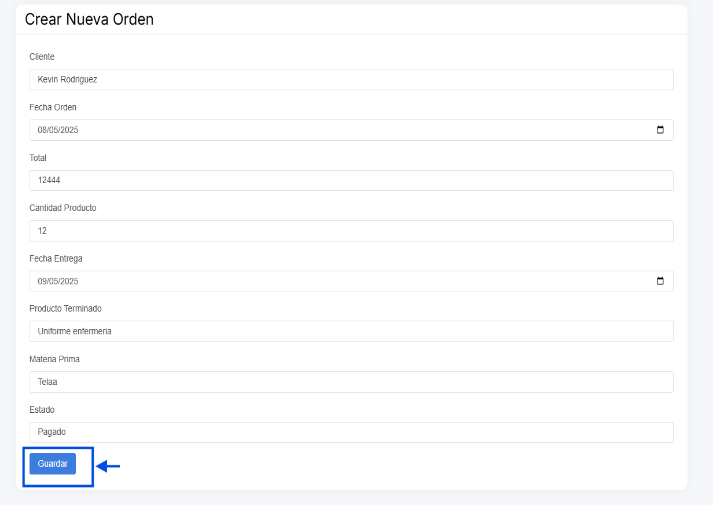 Crear Nueva Orden
Cliente
Kevin Rodriguez
Fecha Orden
08/05/2025
Total
12444
Cantidad Producto
12
Fecha Entrega
09/05/2025
Producto Terminado
Uniforme enfermeria
Materia Prima
Telaa
Estado
Pagado
Guardar